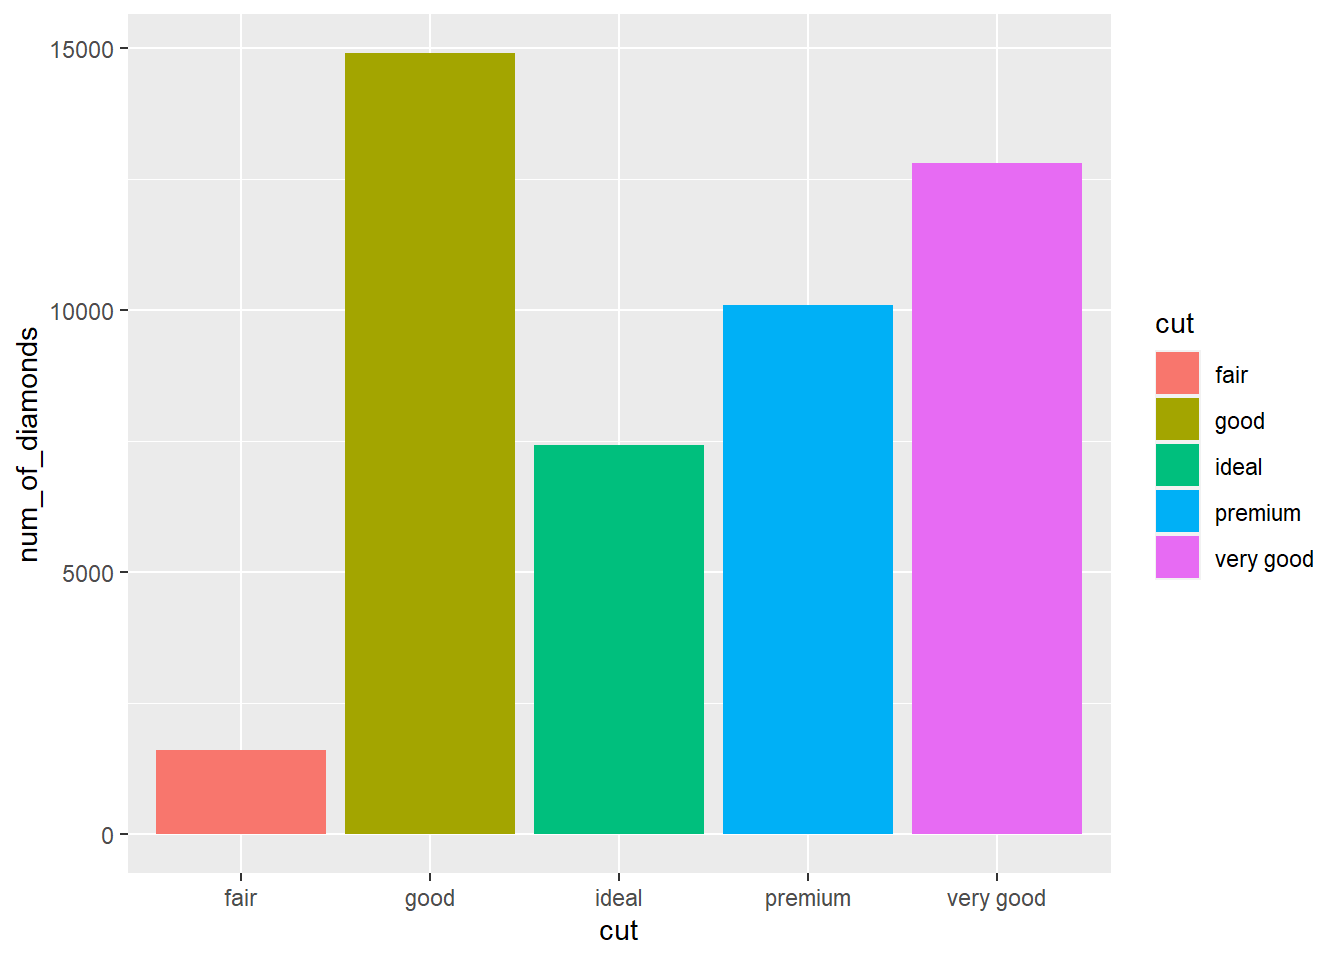 num_of_diamonds
15000
10000
5000
0
fair good ideal premium very good
cut
cut
fair
good
ideal
premium
very good